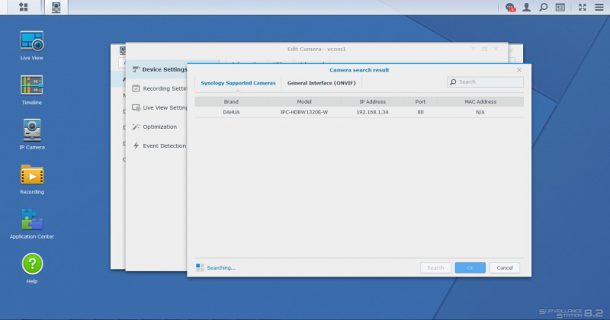 Edit Camera - vcom1
Camera search result
Device Settings
Recording Setti
Live View Setting
Optimization
Event Detection
Synology Supported Cameras
General Interface (ONVIF)
Search
Brand Model IP Address Port MAC Address
DAHUA IPC-HDBW1320E-W 192.168.1.34 80 N/A
Searching...
Search
OK
Cancel
Live View
Timeline
IP Camera
Recording
Application Center
Help
SURVEILLANCE
STATION 8.2